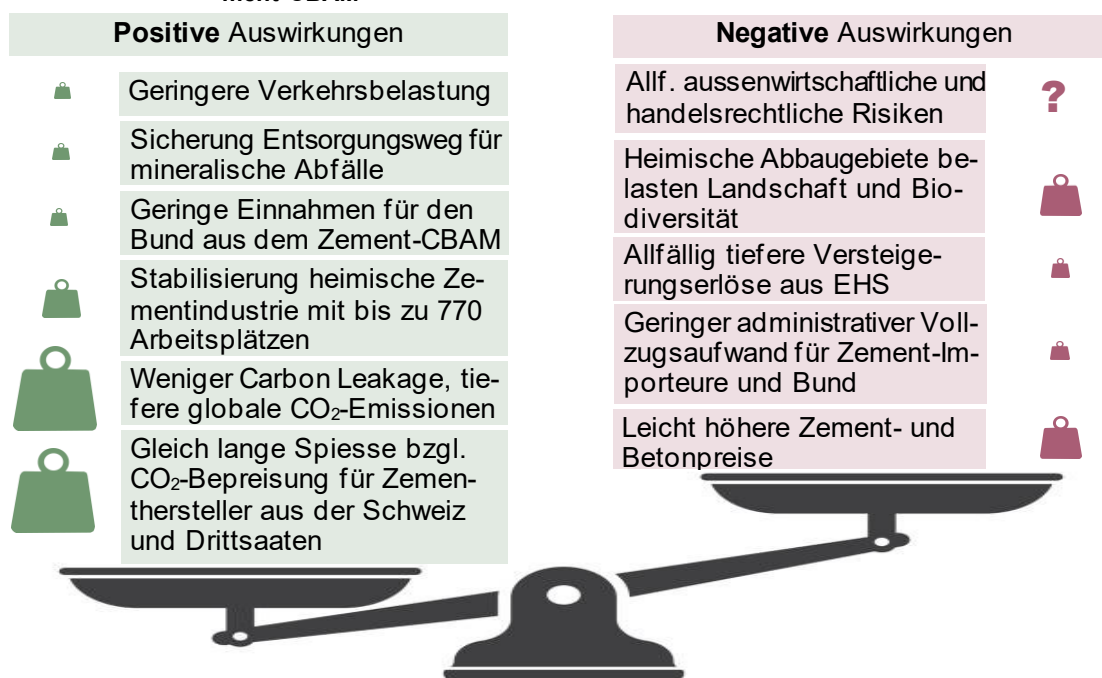 Positive Auswirkungen
Geringere Verkehrsbelastung
Sicherung Entsorgungsweg für
mineralische Abfälle
Geringe Einnahmen für den
Bund aus dem Zement-CBAM
Stabilisierung heimische Ze-
mentindustrie mit bis zu 770
Arbeitsplätzen
Weniger Carbon Leakage, tie-
fere globale CO₂-Emissionen
Gleich lange Spiesse bzgl.
CO₂-Bepreisung für Zemen-
thersteller aus der Schweiz
und Drittsaaten
Negative Auswirkungen
Allf. aussenwirtschaftliche und
handelsrechtliche Risiken
?
Heimische Abbaugebiete be-
lasten Landschaft und Bio-
diversität
Allfällig tiefere Versteige-
rungserlöse aus EHS
Geringer administrativer Voll-
zugsaufwand für Zement-Im-
porteure und Bund
Leicht höhere Zement- und
Betonpreise